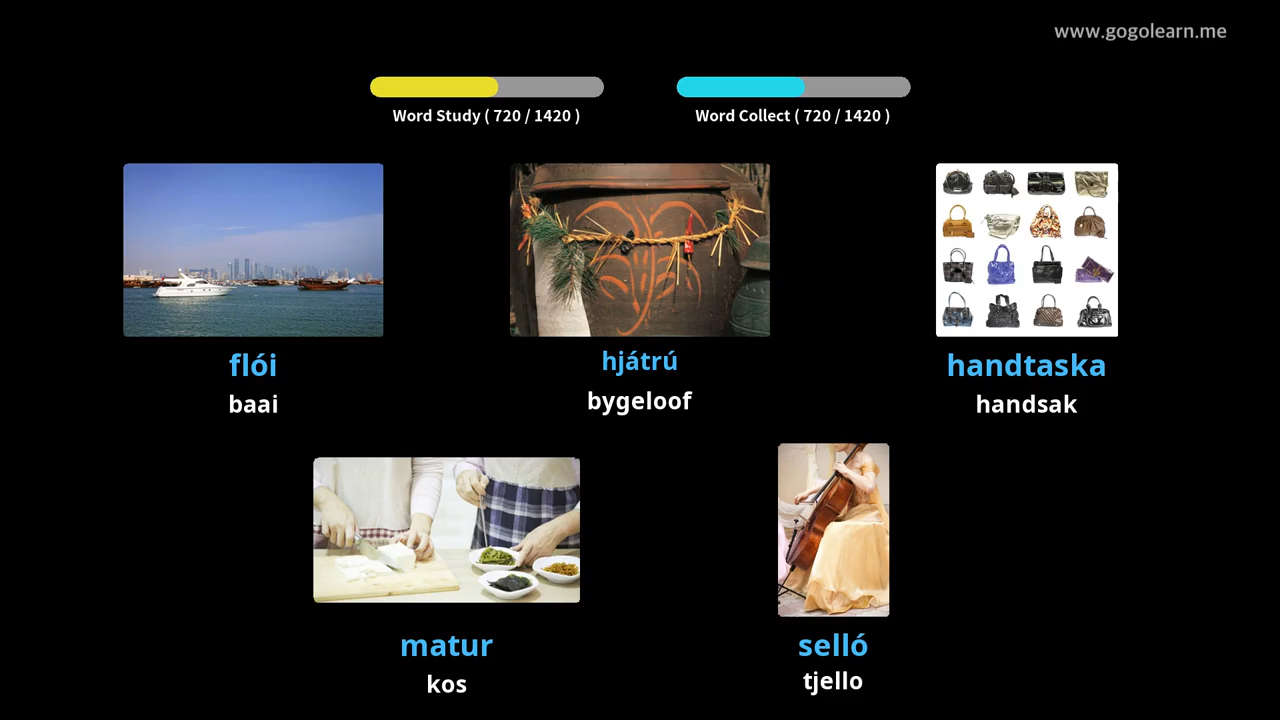 www.gogolearn.me
Word Study ( 720 / 1420 )
Word Collect ( 720 / 1420 )
flói
baai
hjátrú
bygeloof
handtaska
handsak
matur
kos
selló
tjello